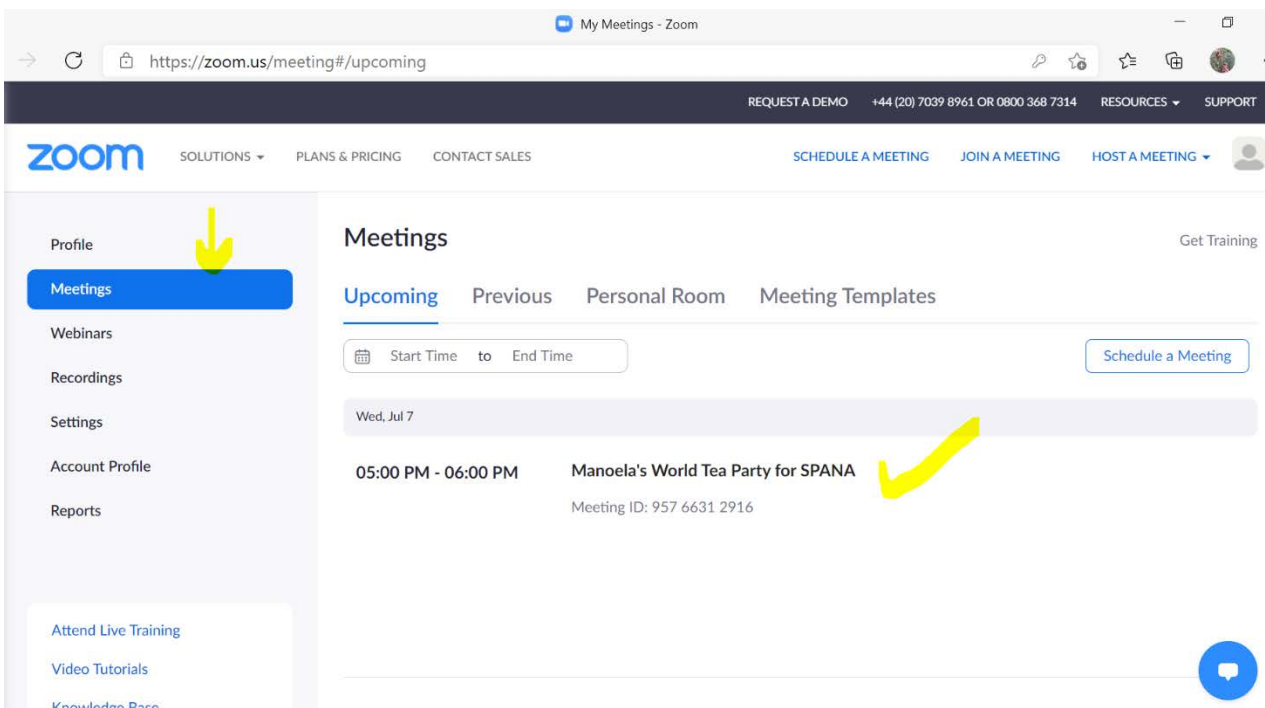 My Meetings - Zoom
https://zoom.us/meeting#/upcoming
REQUEST A DEMO +44 (20) 7039 8961 OR 0800 368 7314 RESOURCES SUPPORT
zoom SOLUTIONS PLANS & PRICING CONTACT SALES SCHEDULE A MEETING JOIN A MEETING HOST A MEETING
Profile
Meetings
Webinars
Recordings
Settings
Account Profile
Reports
Attend Live Training
Video Tutorials
Knowledge Base
Meetings Get Training
Upcoming Previous Personal Room Meeting Templates
Start Time to End Time Schedule a Meeting
Wed, Jul 7
05:00 PM - 06:00 PM Manoela's World Tea Party for SPANA
Meeting ID: 957 6631 2916